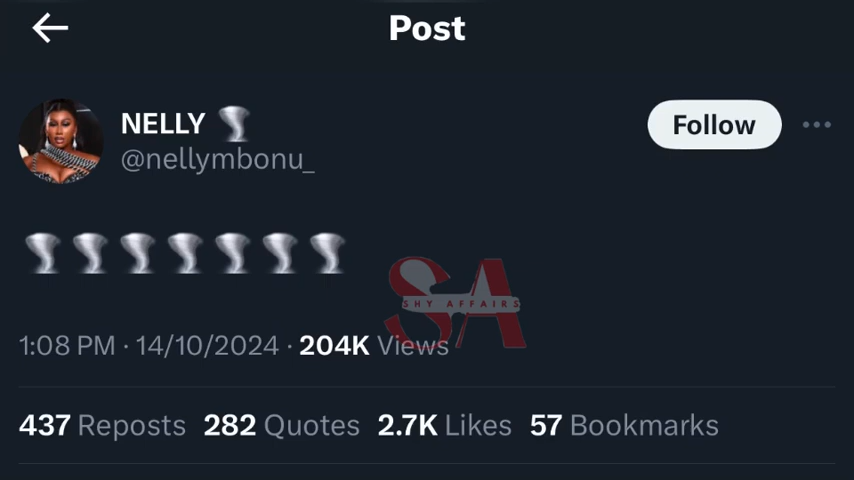 Post
NELLY 🌪️
Follow
@nellymbonu_
🌪️🌪️🌪️🌪️🌪️🌪️🌪️
SA
SHY AFFAIRS
1:08 PM · 14/10/2024 · 204K Views
437 Reposts 282 Quotes 2.7K Likes 57 Bookmarks